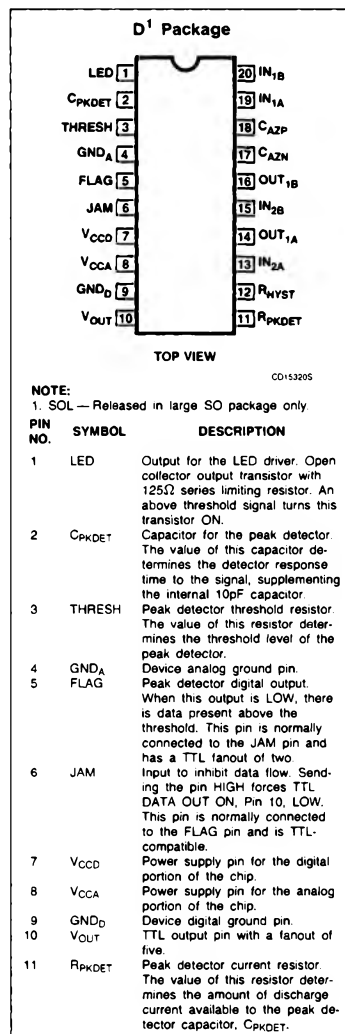 D¹ Package
LED 1
20 IN1B
CPKDET 2
19 IN1A
THRESH 3
18 CAZP
GNDA 4
17 CAZN
FLAG 5
16 OUT1B
JAM 6
15 IN2B
VCCD 7
14 OUT1A
VCCA 8
13 IN2A
GNDD 9
12 RHYST
VOUT 10
11 RPKDET
TOP VIEW
CD15320S
NOTE:
1. SOL — Released in large SO package only.
PIN NO. SYMBOL DESCRIPTION
1 LED Output for the LED driver. Open
collector output transistor with
125Ω series limiting resistor. An
above threshold signal turns this
transistor ON.
2 CPKDET Capacitor for the peak detector.
The value of this capacitor de-
termines the detector response
time to the signal, supplementing
the internal 10pF capacitor.
3 THRESH Peak detector threshold resistor.
The value of this resistor deter-
mines the threshold level of the
peak detector.
4 GNDA Device analog ground pin.
5 FLAG Peak detector digital output.
When this output is LOW, there
is data present above the
threshold. This pin is normally
connected to the JAM pin and
has a TTL fanout of two.
6 JAM Input to inhibit data flow. Send-
ing the pin HIGH forces TTL
DATA OUT ON, Pin 10, LOW.
This pin is normally connected
to the FLAG pin and is TTL-
compatible.
7 VCCD Power supply pin for the digital
portion of the chip.
8 VCCA Power supply pin for the analog
portion of the chip.
9 GNDD Device digital ground pin.
10 VOUT TTL output pin with a fanout of
five.
11 RPKDET Peak detector current resistor.
The value of this resistor deter-
mines the amount of discharge
current available to the peak de-
tector capacitor, CPKDET.